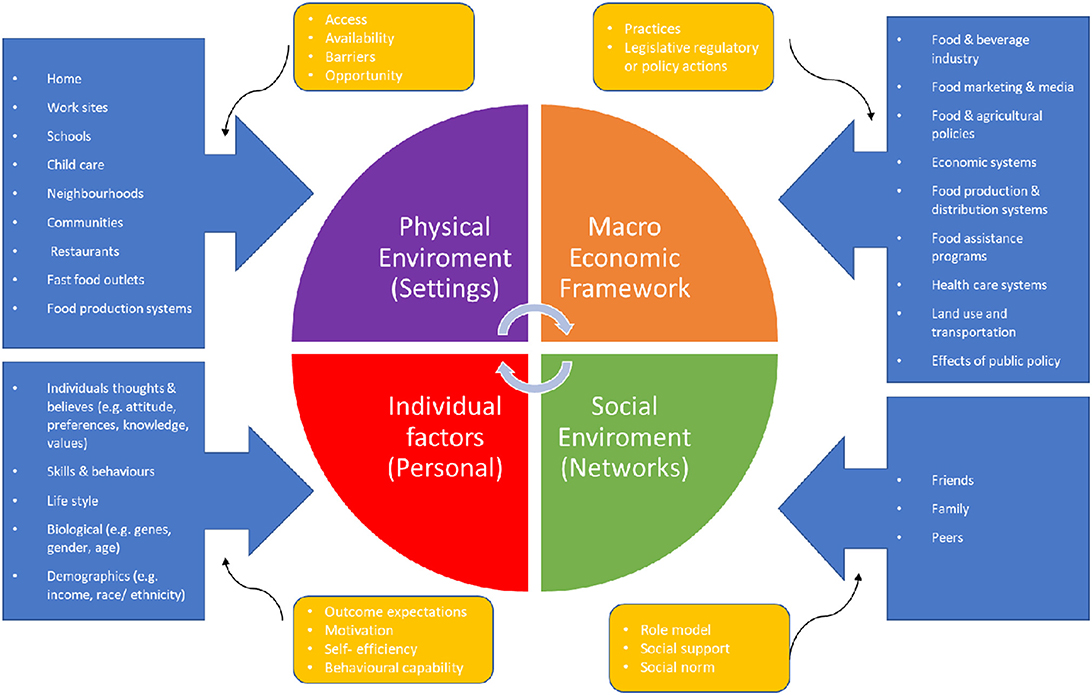 • Access
• Availability
• Barriers
• Opportunity
• Practices
• Legislative regulatory
or policy actions
• Home
• Work sites
• Schools
• Child care
• Neighbourhoods
• Communities
• Restaurants
• Fast food outlets
• Food production systems
• Food & beverage
industry
• Food marketing & media
• Food & agricultural
policies
• Economic systems
• Food production &
distribution systems
• Food assistance
programs
• Health care systems
• Land use and
transportation
• Effects of public policy
Physical
Enviroment
(Settings)
Macro
Economic
Framework
Individual
factors
(Personal)
Social
Enviroment
(Networks)
• Individuals thoughts &
believes (e.g. attitude,
preferences, knowledge,
values)
• Skills & behaviours
• Life style
• Biological (e.g. genes,
gender, age)
• Demographics (e.g.
income, race/ ethnicity)
• Friends
• Family
• Peers
• Outcome expectations
• Motivation
• Self- efficiency
• Behavioural capability
• Role model
• Social support
• Social norm